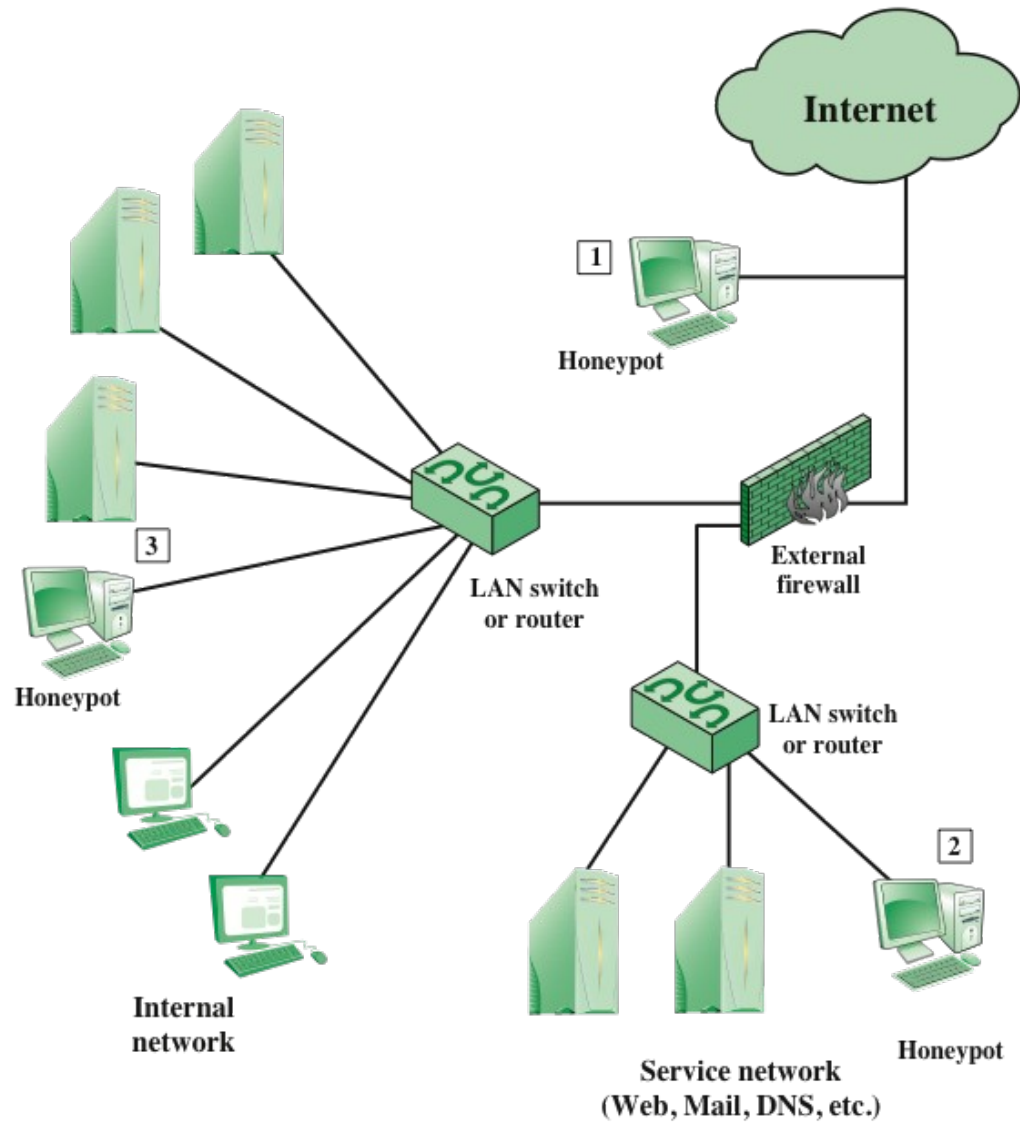 Internet
1
Honeypot
External
firewall
LAN switch
or router
3
Honeypot
LAN switch
or router
2
Honeypot
Internal
network
Service network
(Web, Mail, DNS, etc.)